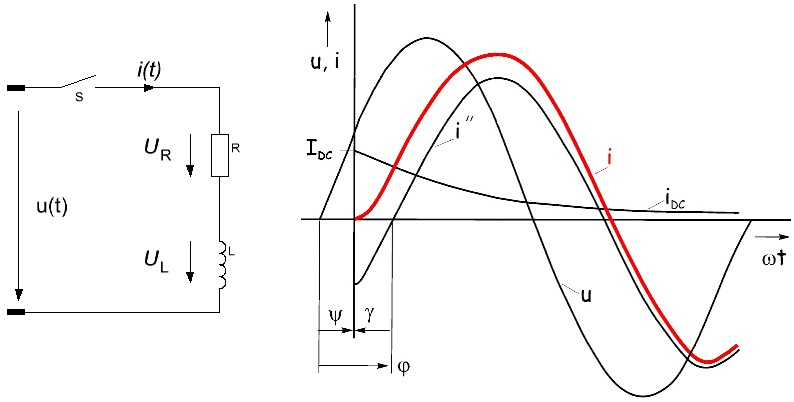 i(t)
S
U_R
R
u(t)
U_L
L
u, i
I_DC
i″
i
i_DC
ωt
u
ψ
γ
φ